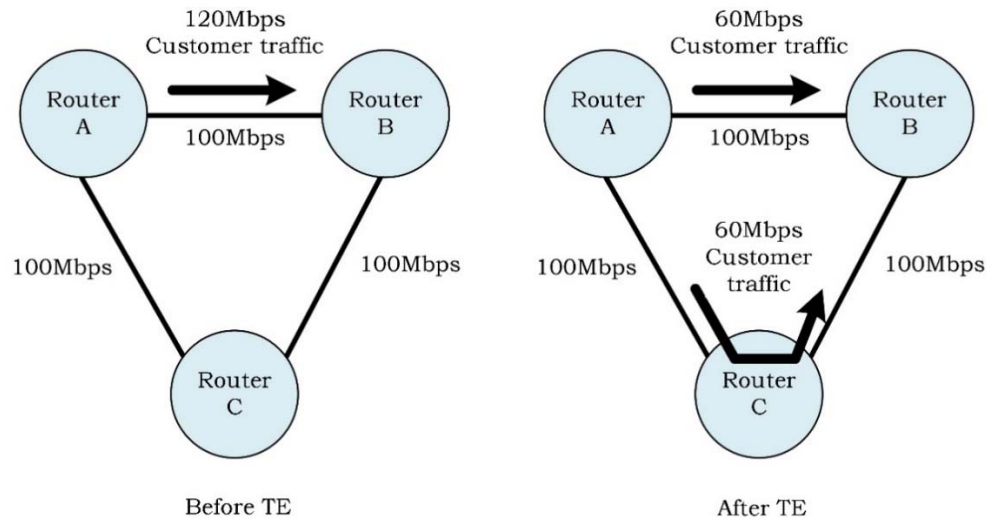 120Mbps
Customer traffic
Router
A
Router
B
100Mbps
100Mbps
100Mbps
Router
C
Before TE
60Mbps
Customer traffic
Router
A
Router
B
100Mbps
60Mbps
Customer
traffic
100Mbps
100Mbps
Router
C
After TE